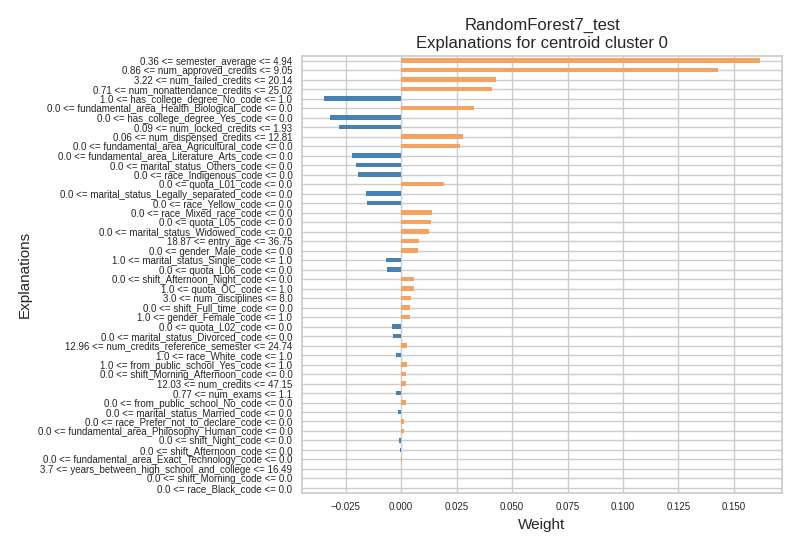 RandomForest7_test
Explanations for centroid cluster 0
0.36 <= semester_average <= 4.94
0.86 <= num_approved_credits <= 9.05
3.22 <= num_failed_credits <= 20.14
0.71 <= num_nonattendance_credits <= 25.02
1.0 <= has_college_degree_No_code <= 1.0
0.0 <= fundamental_area_Health_Biological_code <= 0.0
0.0 <= has_college_degree_Yes_code <= 0.0
0.09 <= num_locked_credits <= 1.93
0.06 <= num_dispensed_credits <= 12.81
0.0 <= fundamental_area_Agricultural_code <= 0.0
0.0 <= fundamental_area_Literature_Arts_code <= 0.0
0.0 <= marital_status_Others_code <= 0.0
0.0 <= race_Indigenous_code <= 0.0
0.0 <= quota_L01_code <= 0.0
0.0 <= marital_status_Legally_separated_code <= 0.0
0.0 <= race_Yellow_code <= 0.0
0.0 <= race_Mixed_race_code <= 0.0
0.0 <= quota_L05_code <= 0.0
0.0 <= marital_status_Widowed_code <= 0.0
18.87 <= entry_age <= 36.75
0.0 <= gender_Male_code <= 0.0
1.0 <= marital_status_Single_code <= 1.0
0.0 <= quota_L06_code <= 0.0
0.0 <= shift_Afternoon_Night_code <= 0.0
1.0 <= quota_OC_code <= 1.0
3.0 <= num_disciplines <= 8.0
0.0 <= shift_Full_time_code <= 0.0
1.0 <= gender_Female_code <= 1.0
0.0 <= quota_L02_code <= 0.0
0.0 <= marital_status_Divorced_code <= 0.0
12.96 <= num_credits_reference_semester <= 24.74
1.0 <= race_White_code <= 1.0
1.0 <= from_public_school_Yes_code <= 1.0
0.0 <= shift_Morning_Afternoon_code <= 0.0
12.03 <= num_credits <= 47.15
0.77 <= num_exams <= 1.1
0.0 <= from_public_school_No_code <= 0.0
0.0 <= marital_status_Married_code <= 0.0
0.0 <= race_Prefer_not_to_declare_code <= 0.0
0.0 <= fundamental_area_Philosophy_Human_code <= 0.0
0.0 <= shift_Night_code <= 0.0
0.0 <= shift_Afternoon_code <= 0.0
0.0 <= fundamental_area_Exact_Technology_code <= 0.0
3.7 <= years_between_high_school_and_college <= 16.49
0.0 <= shift_Morning_code <= 0.0
0.0 <= race_Black_code <= 0.0
Explanations
−0.025 0.000 0.025 0.050 0.075 0.100 0.125 0.150
Weight